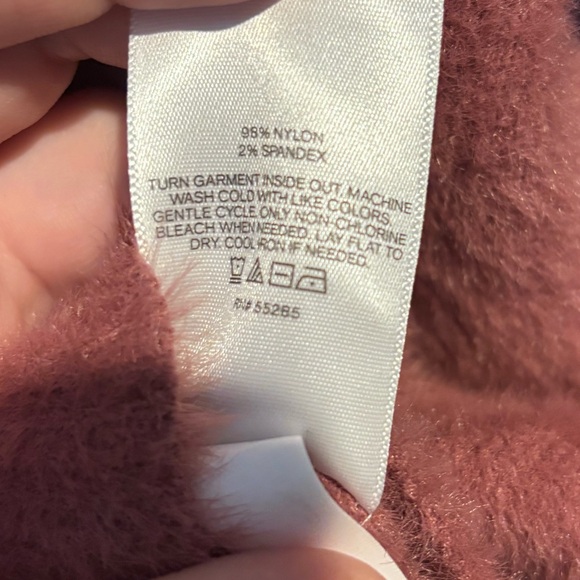 98% NYLON
2% SPANDEX
TURN GARMENT INSIDE OUT. MACHINE
WASH COLD WITH LIKE COLORS.
GENTLE CYCLE. ONLY NON-CHLORINE
BLEACH WHEN NEEDED. LAY FLAT TO
DRY. COOL IRON IF NEEDED.
RN# 55285